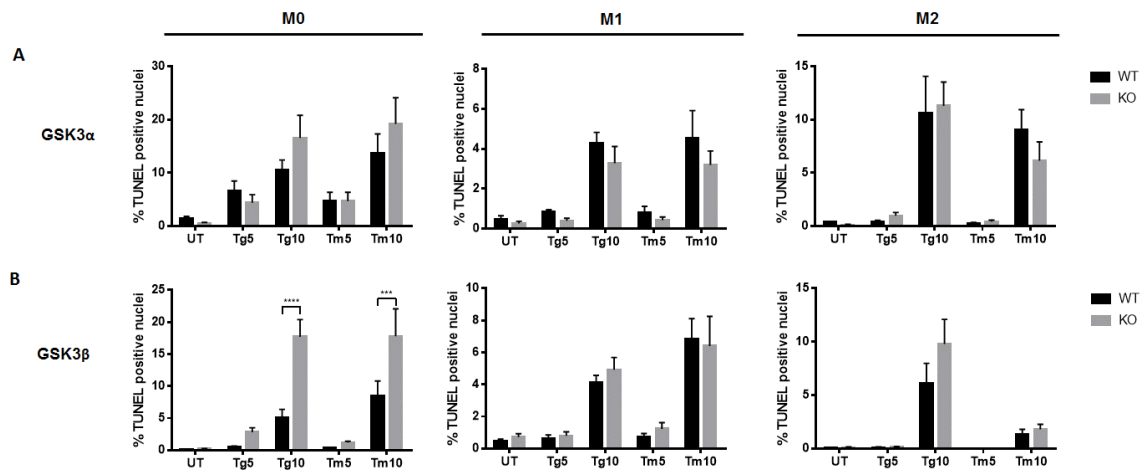 M0
M1
M2
A
GSK3α
% TUNEL positive nuclei
30
20
10
0
UT Tg5 Tg10 Tm5 Tm10
% TUNEL positive nuclei
8
6
4
2
0
UT Tg5 Tg10 Tm5 Tm10
% TUNEL positive nuclei
15
10
5
0
UT Tg5 Tg10 Tm5 Tm10
WT
KO
B
GSK3β
% TUNEL positive nuclei
25
20
15
10
5
0
**** ***
UT Tg5 Tg10 Tm5 Tm10
% TUNEL positive nuclei
10
8
6
4
2
0
UT Tg5 Tg10 Tm5 Tm10
% TUNEL positive nuclei
15
10
5
0
UT Tg5 Tg10 Tm5 Tm10
WT
KO